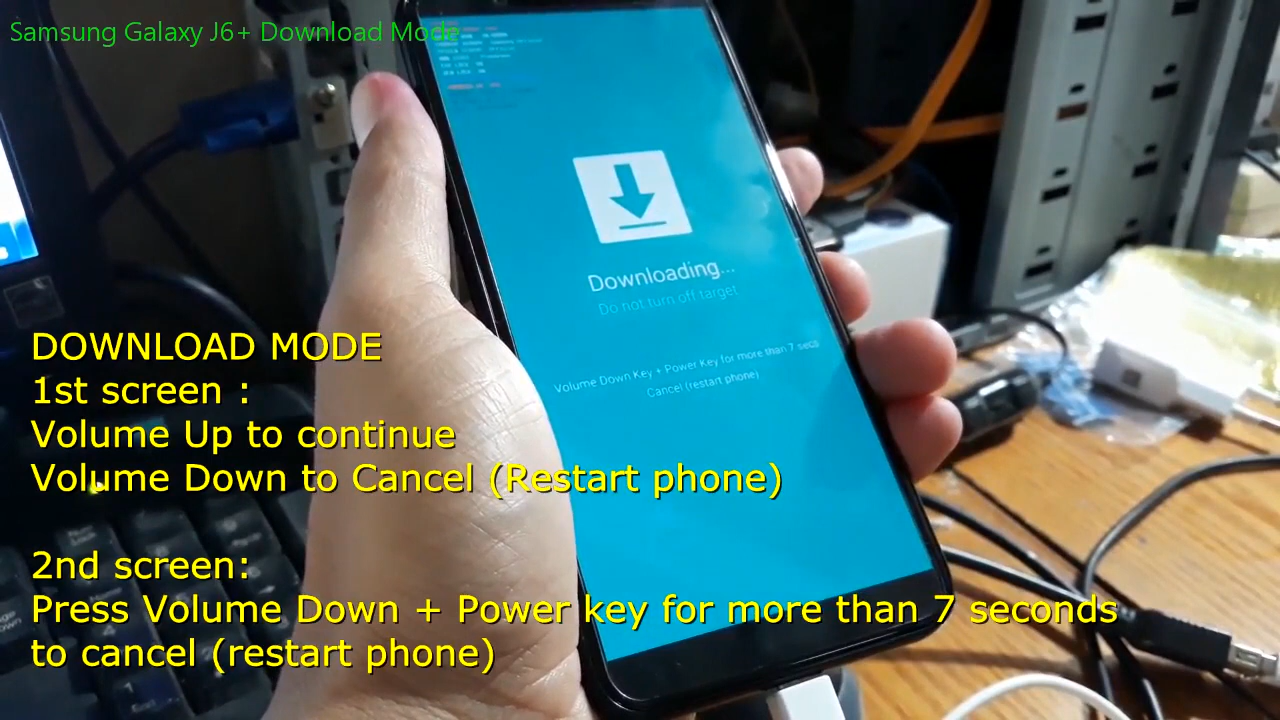 Samsung Galaxy J6+ Download Mode
Downloading...
Do not turn off target
Volume Down Key + Power Key for more than 7 secs
Cancel (restart phone)
DOWNLOAD MODE
1st screen :
Volume Up to continue
Volume Down to Cancel (Restart phone)
2nd screen:
Press Volume Down + Power key for more than 7 seconds
to cancel (restart phone)